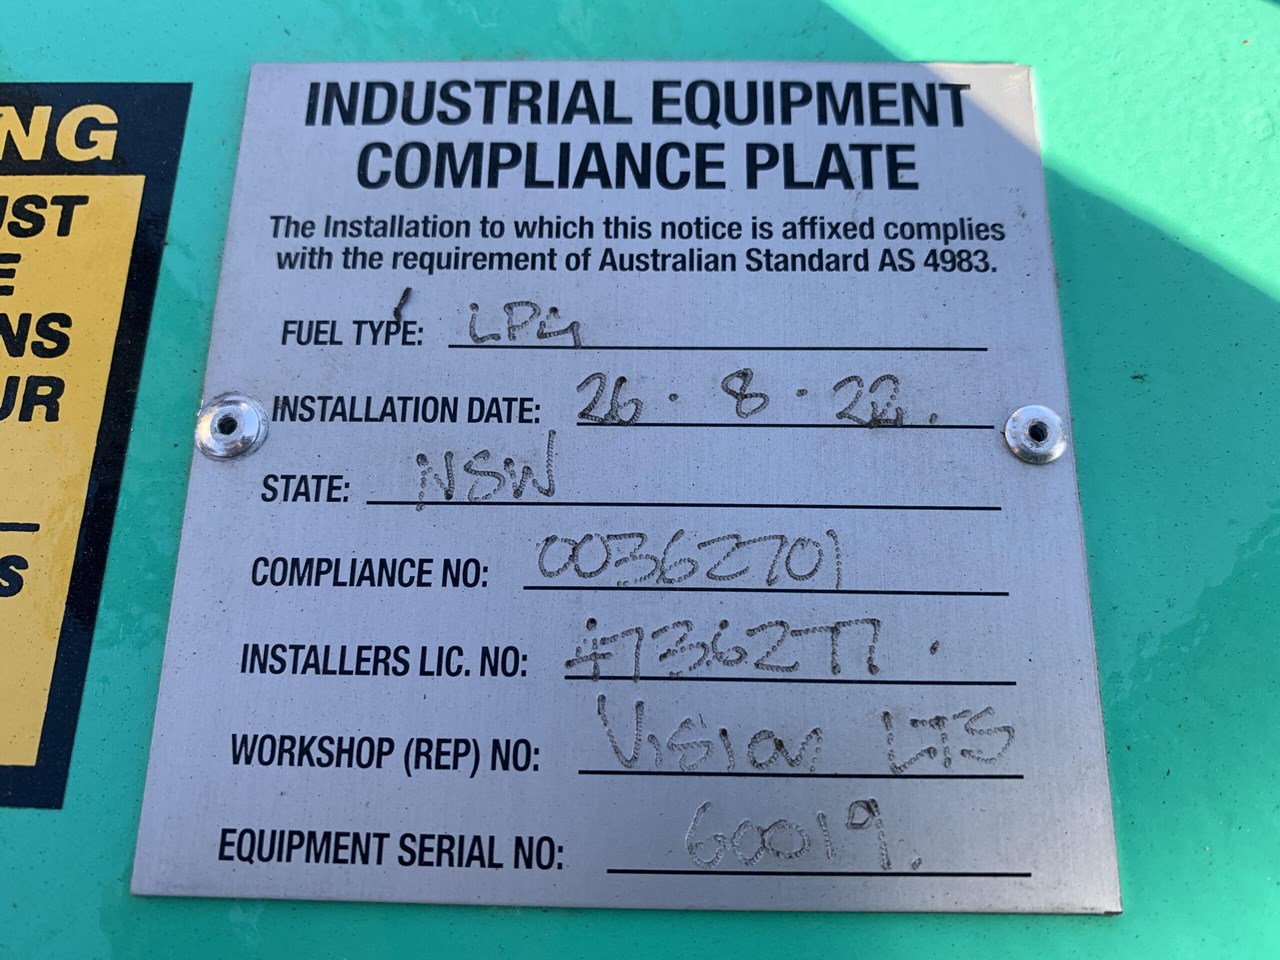 NG
UST
E
NS
UR
S
INDUSTRIAL EQUIPMENT
COMPLIANCE PLATE
The Installation to which this notice is affixed complies
with the requirement of Australian Standard AS 4983.
FUEL TYPE: LPG
INSTALLATION DATE: 26.8.22.
STATE: NSW
COMPLIANCE NO: 00362701
INSTALLERS LIC. NO:
WORKSHOP (REP) NO: Vision
EQUIPMENT SERIAL NO: 60019.